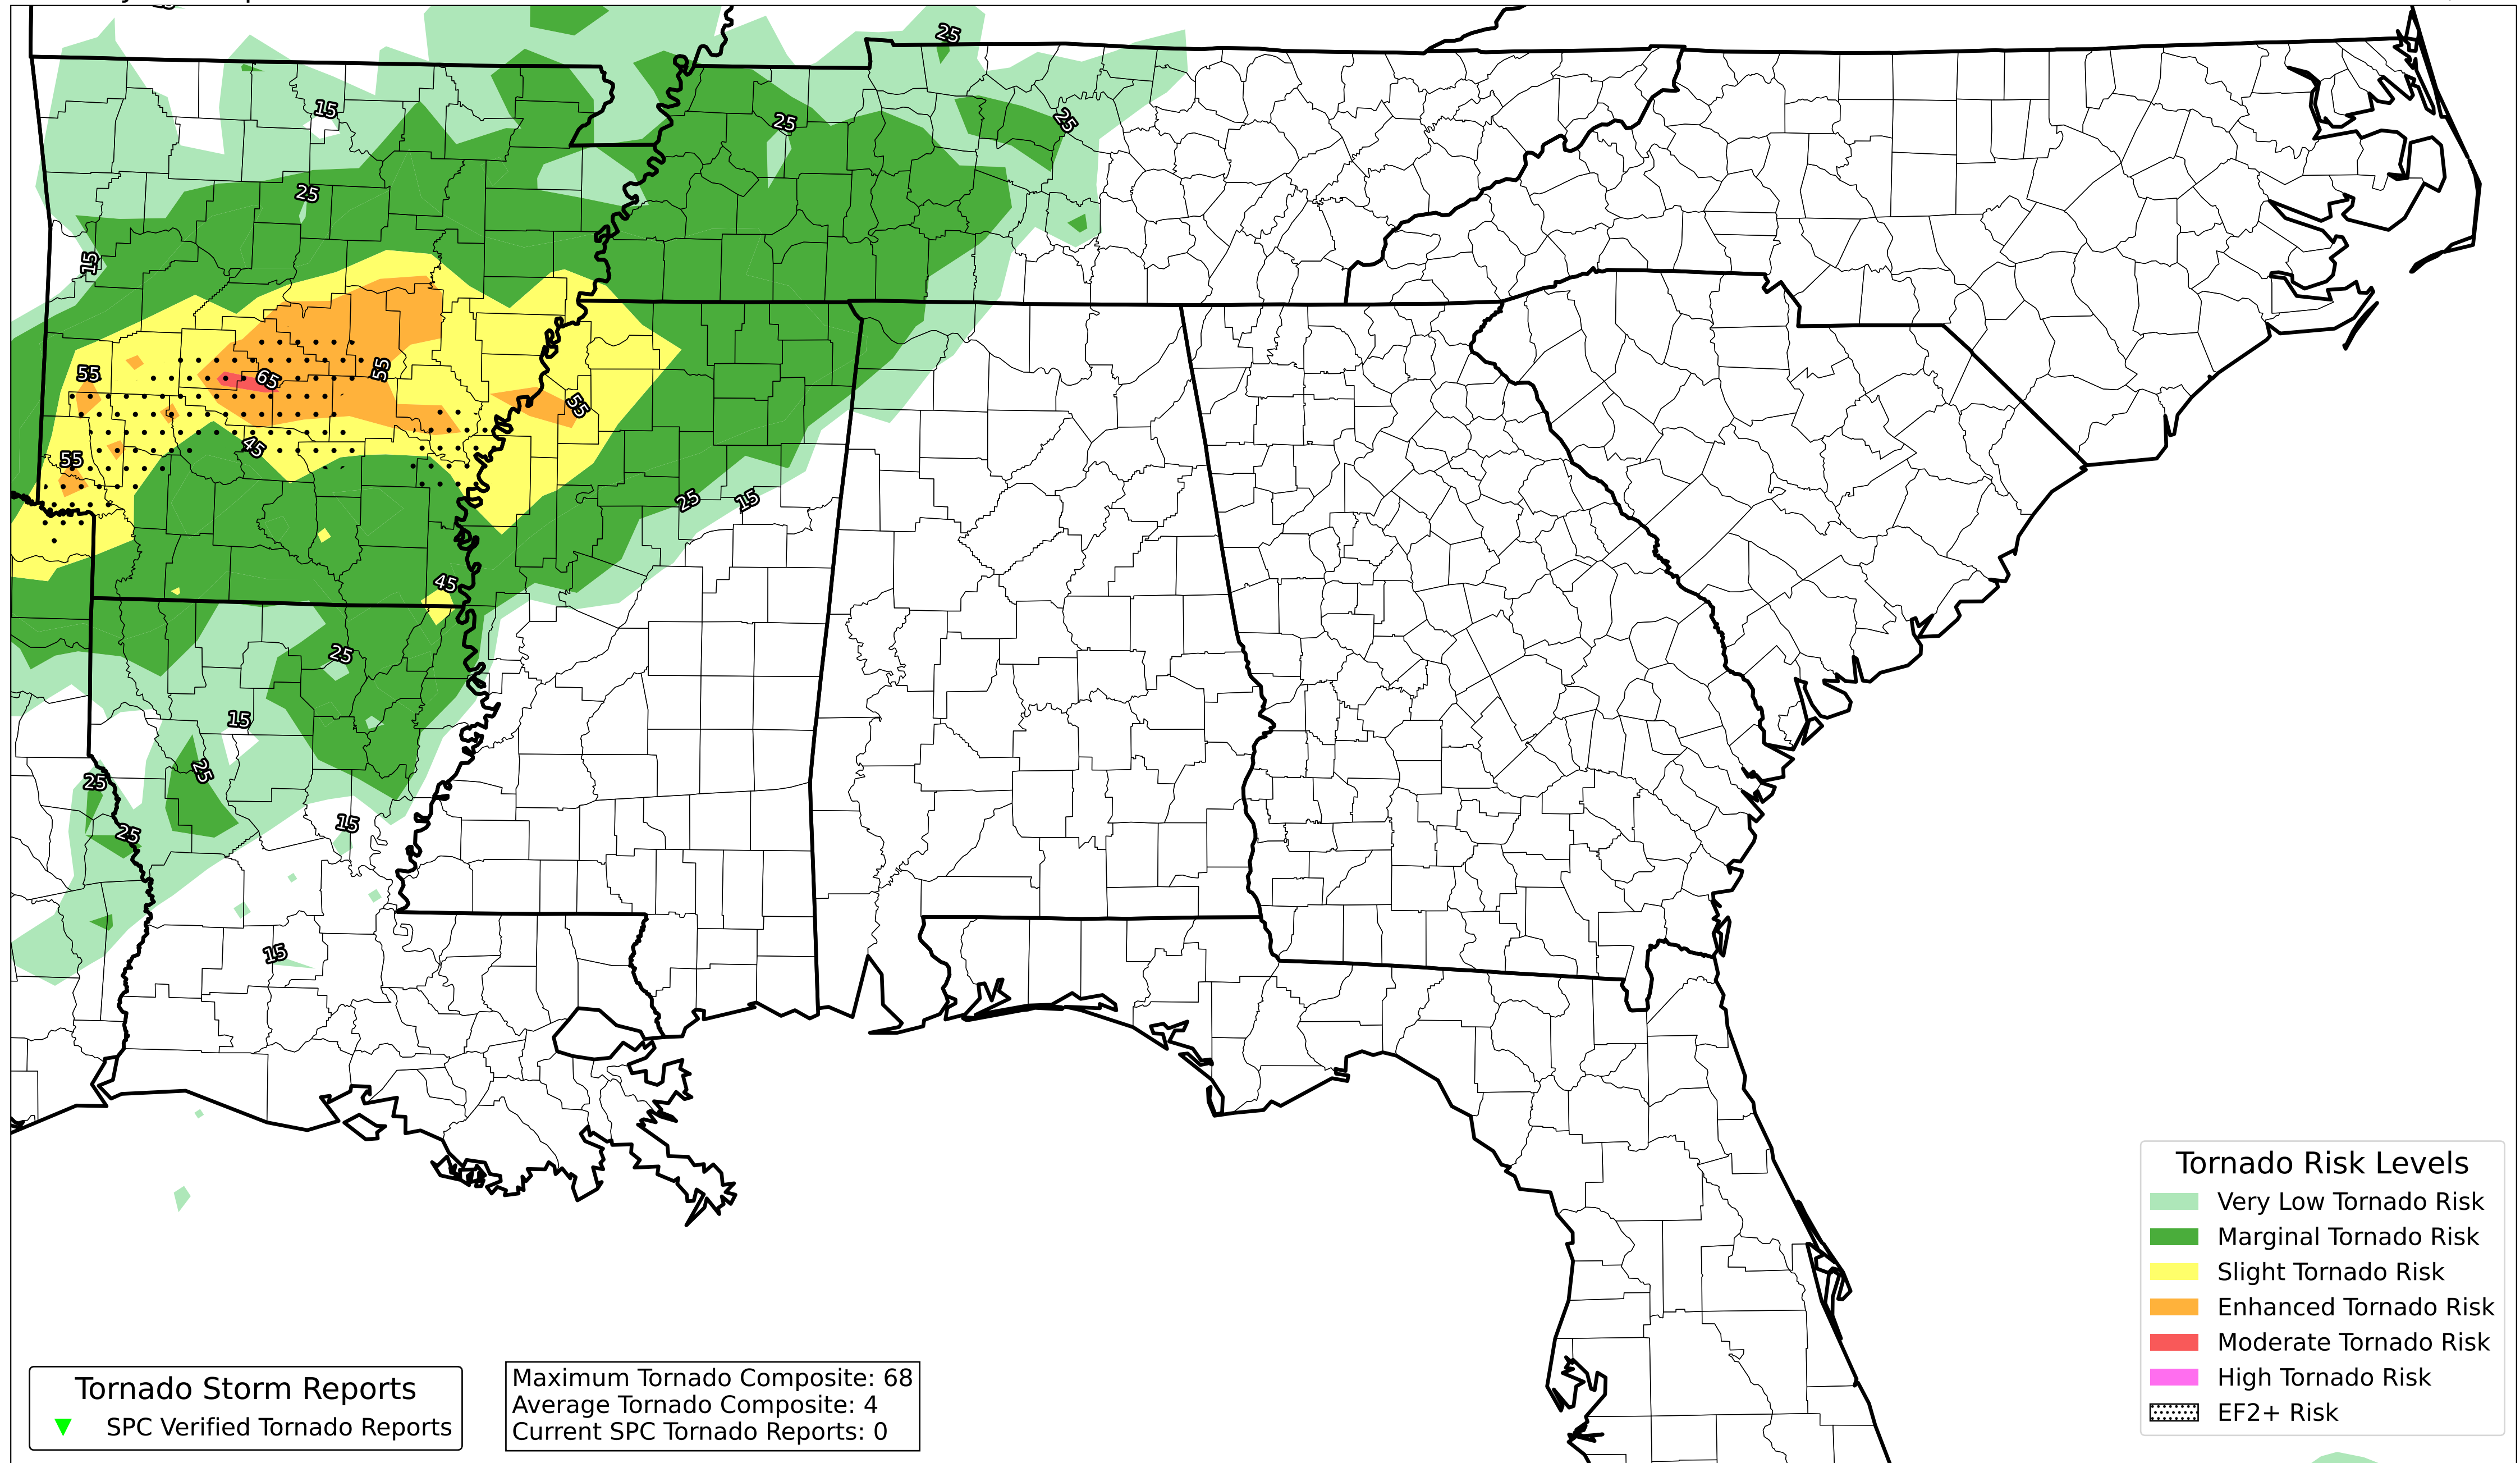 25
15
25
25
25
15
55
55
65
55
45
55
25
15
45
25
15
25
25
25
15
15
Tornado Risk Levels
Very Low Tornado Risk
Marginal Tornado Risk
Slight Tornado Risk
Enhanced Tornado Risk
Moderate Tornado Risk
High Tornado Risk
EF2+ Risk
Tornado Storm Reports
SPC Verified Tornado Reports
Maximum Tornado Composite: 68
Average Tornado Composite: 4
Current SPC Tornado Reports: 0